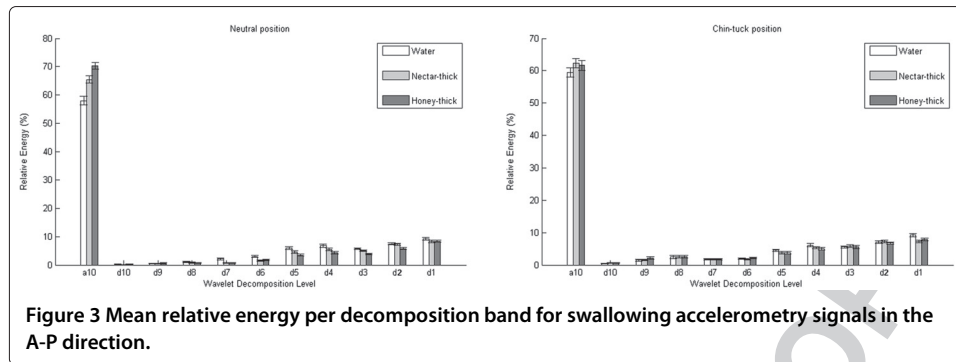 Neutral position
80
70
60
50
40
30
20
10
0
Relative Energy (%)
Water
Nectar-thick
Honey-thick
a10 d10 d9 d8 d7 d6 d5 d4 d3 d2 d1
Wavelet Decomposition Level
Chin-tuck position
70
60
50
40
30
20
10
0
Relative Energy (%)
Water
Nectar-thick
Honey-thick
a10 d10 d9 d8 d7 d6 d5 d4 d3 d2 d1
Wavelet Decomposition Level
Figure 3 Mean relative energy per decomposition band for swallowing accelerometry signals in the
A-P direction.